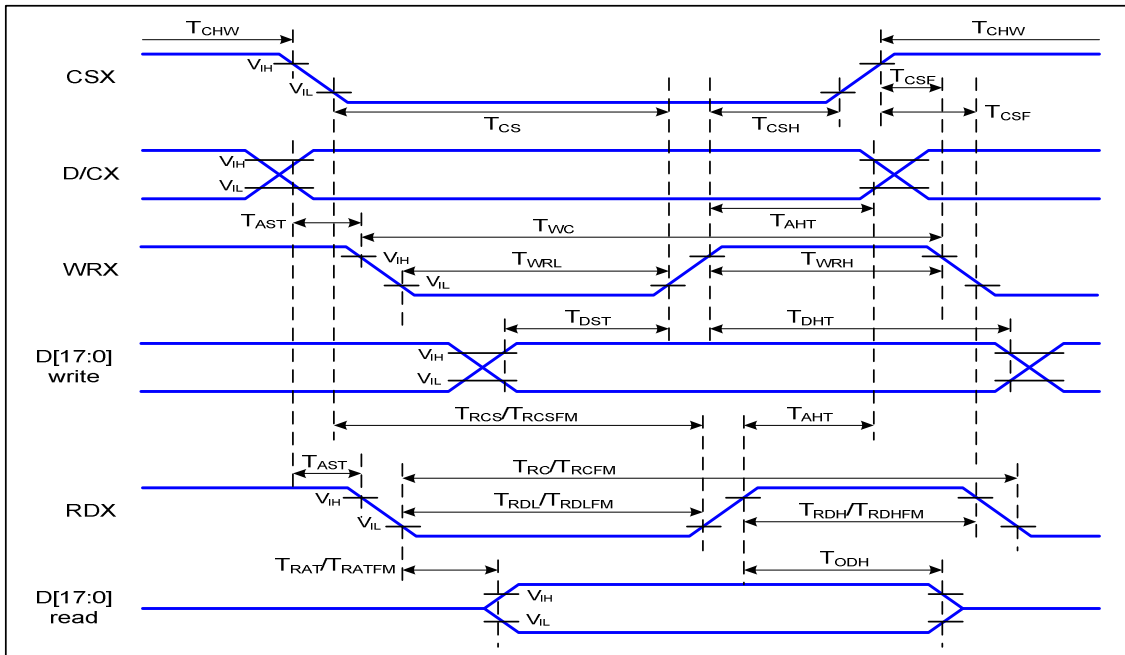 TCHW TCHW
CSX VIH VIL TCSF
TCS TCSH TCSF
D/CX VIH VIL
TAST TWC TAHT
WRX VIH VIL TWRL TWRH
TDST TDHT
D[17:0] VIH
write VIL
TRCS/TRCSFM TAHT
TAST TRC/TRCFM
RDX VIH VIL TRDL/TRDLFM TRDH/TRDHFM
TRAT/TRATFM TODH
D[17:0] VIH
read VIL